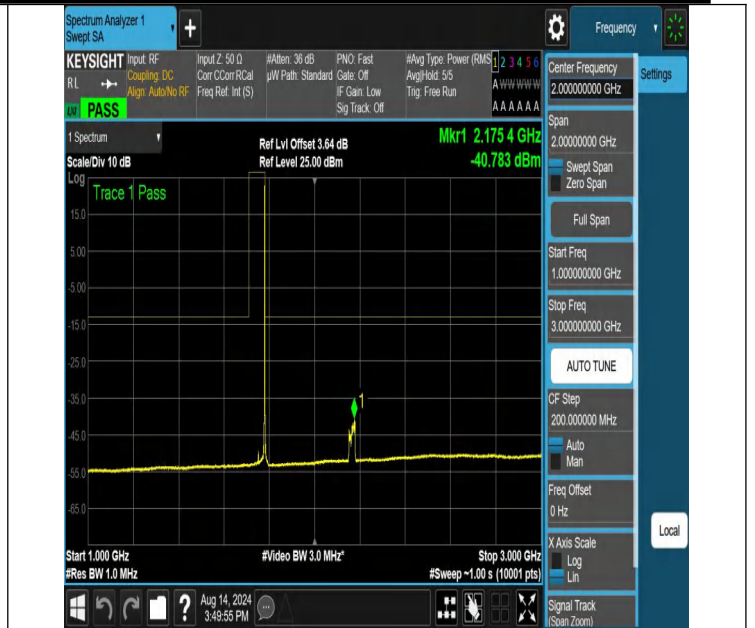 Spectrum Analyzer 1
Swept SA
+
Frequency
KEYSIGHT
RL
PASS
Input: RF
Coupling: DC
Align: Auto/No RF
Input Z: 50 Ω
Corr CCorr RCal
Freq Ref: Int (S)
#Atten: 36 dB
µW Path: Standard
PNO: Fast
Gate: Off
IF Gain: Low
Sig Track: Off
#Avg Type: Power (RMS
Avg|Hold: 5/5
Trig: Free Run
1 2 3 4 5 6
A W W W W W
A A A A A A
1 Spectrum
Scale/Div 10 dB
Ref Lvl Offset 3.64 dB
Ref Level 25.00 dBm
Mkr1 2.175 4 GHz
-40.783 dBm
Log
Trace 1 Pass
15.0
5.00
-5.00
-15.0
-25.0
-35.0
-45.0
-55.0
-65.0
1
Start 1.000 GHz
#Video BW 3.0 MHz*
Stop 3.000 GHz
#Res BW 1.0 MHz
#Sweep ~1.00 s (10001 pts)
Center Frequency
2.000000000 GHz
Settings
Span
2.00000000 GHz
Swept Span
Zero Span
Full Span
Start Freq
1.000000000 GHz
Stop Freq
3.000000000 GHz
AUTO TUNE
CF Step
200.000000 MHz
Auto
Man
Freq Offset
0 Hz
Local
X Axis Scale
Log
Lin
Signal Track
(Span Zoom)
?
Aug 14, 2024
3:49:55 PM